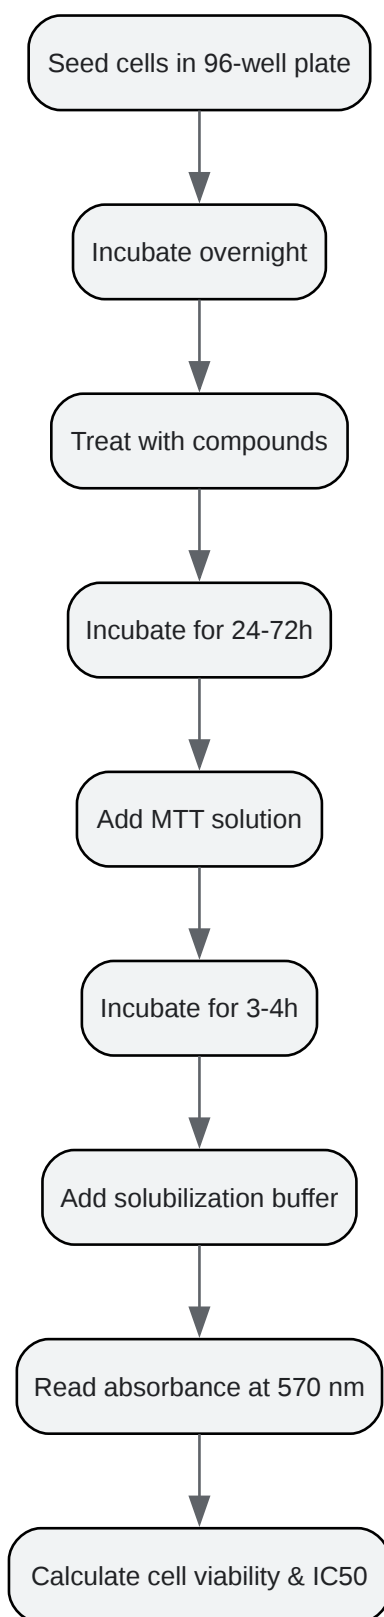 Seed cells in 96-well plate
Incubate overnight
Treat with compounds
Incubate for 24-72h
Add MTT solution
Incubate for 3-4h
Add solubilization buffer
Read absorbance at 570 nm
Calculate cell viability & IC50